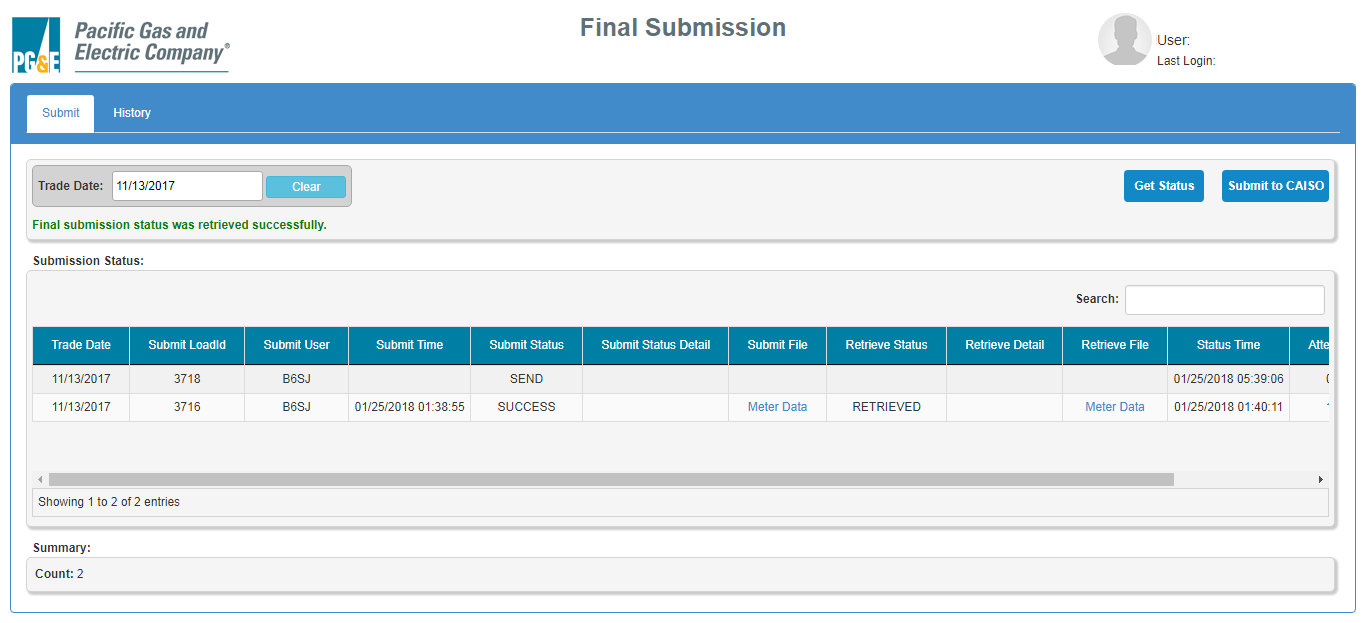 PG&E
Pacific Gas and
Electric Company®
Final Submission
User:
Last Login:
Submit History
Trade Date: 11/13/2017 Clear Get Status Submit to CAISO
Final submission status was retrieved successfully.
Submission Status:
Search:
Trade Date Submit LoadId Submit User Submit Time Submit Status Submit Status Detail Submit File Retrieve Status Retrieve Detail Retrieve File Status Time Atte
11/13/2017 3718 B6SJ SEND 01/25/2018 05:39:06
11/13/2017 3716 B6SJ 01/25/2018 01:38:55 SUCCESS Meter Data RETRIEVED Meter Data 01/25/2018 01:40:11
Showing 1 to 2 of 2 entries
Summary:
Count: 2